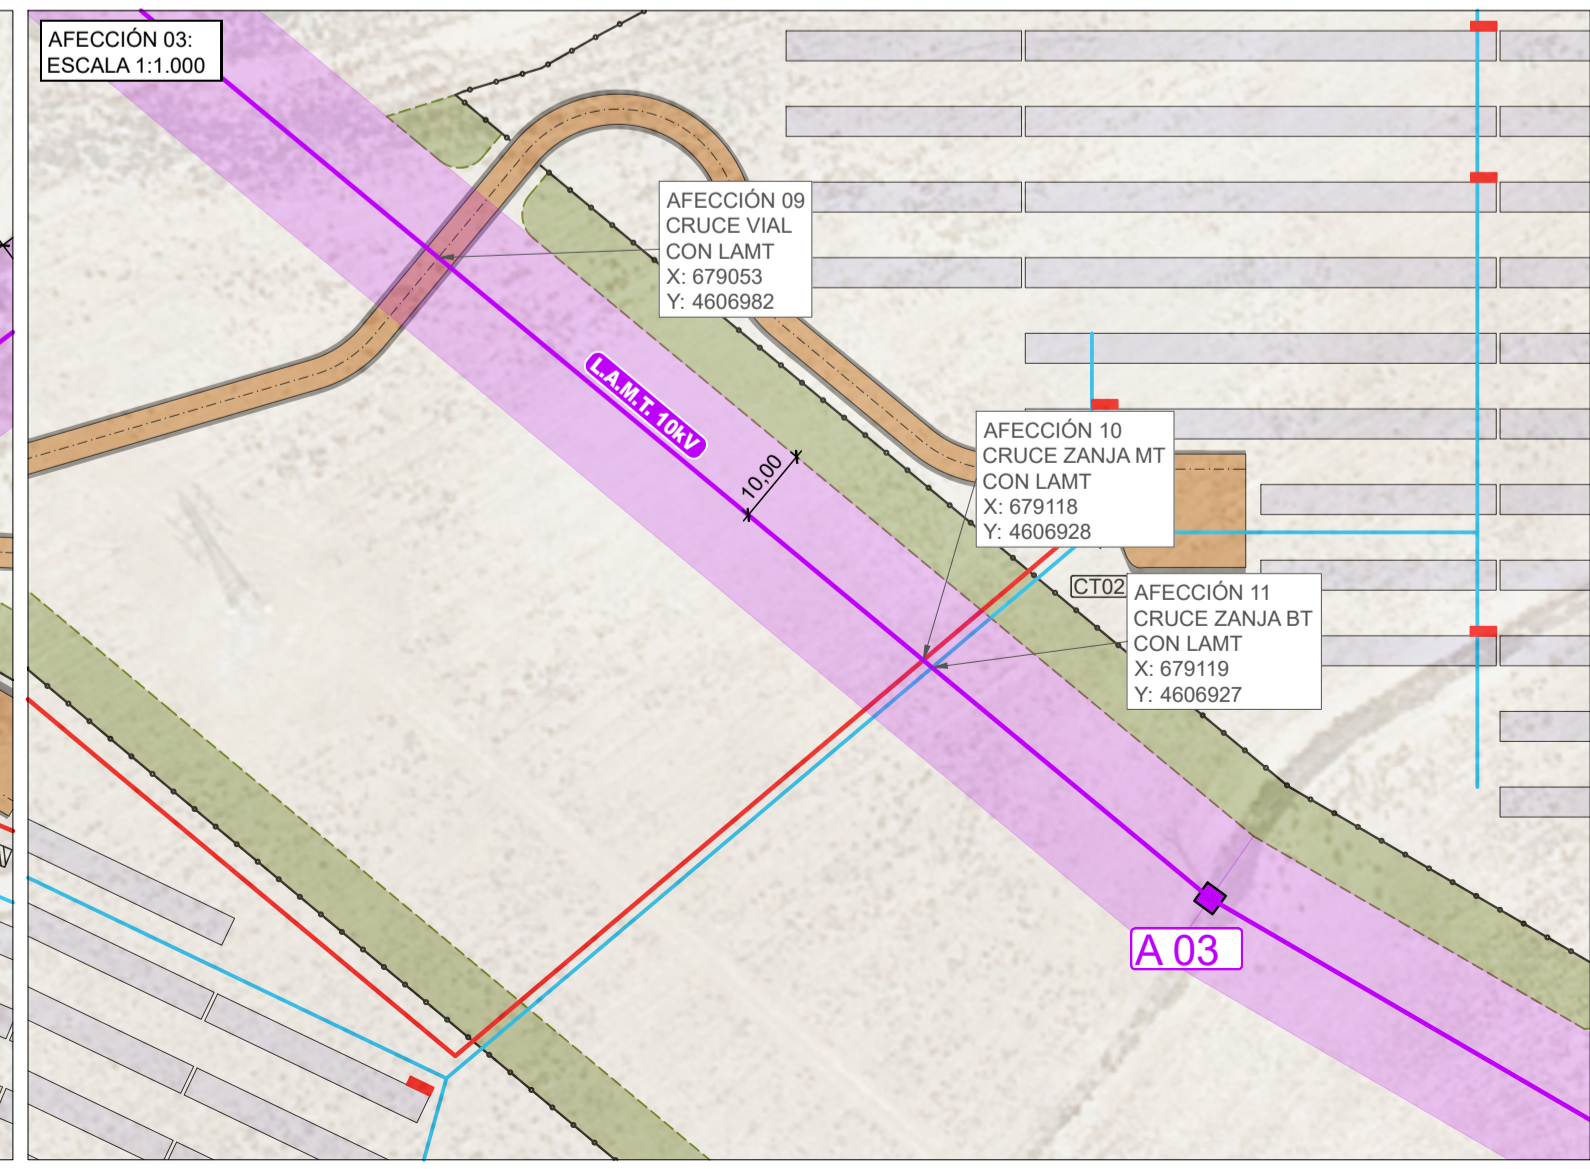 AFECCIÓN 03:
ESCALA 1:1.000
AFECCIÓN 09
CRUCE VIAL
CON LAMT
X: 679053
Y: 4606982
L.A.M.T. 10kV
10,00
AFECCIÓN 10
CRUCE ZANJA MT
CON LAMT
X: 679118
Y: 4606928
CT02
AFECCIÓN 11
CRUCE ZANJA BT
CON LAMT
X: 679119
Y: 4606927
A 03